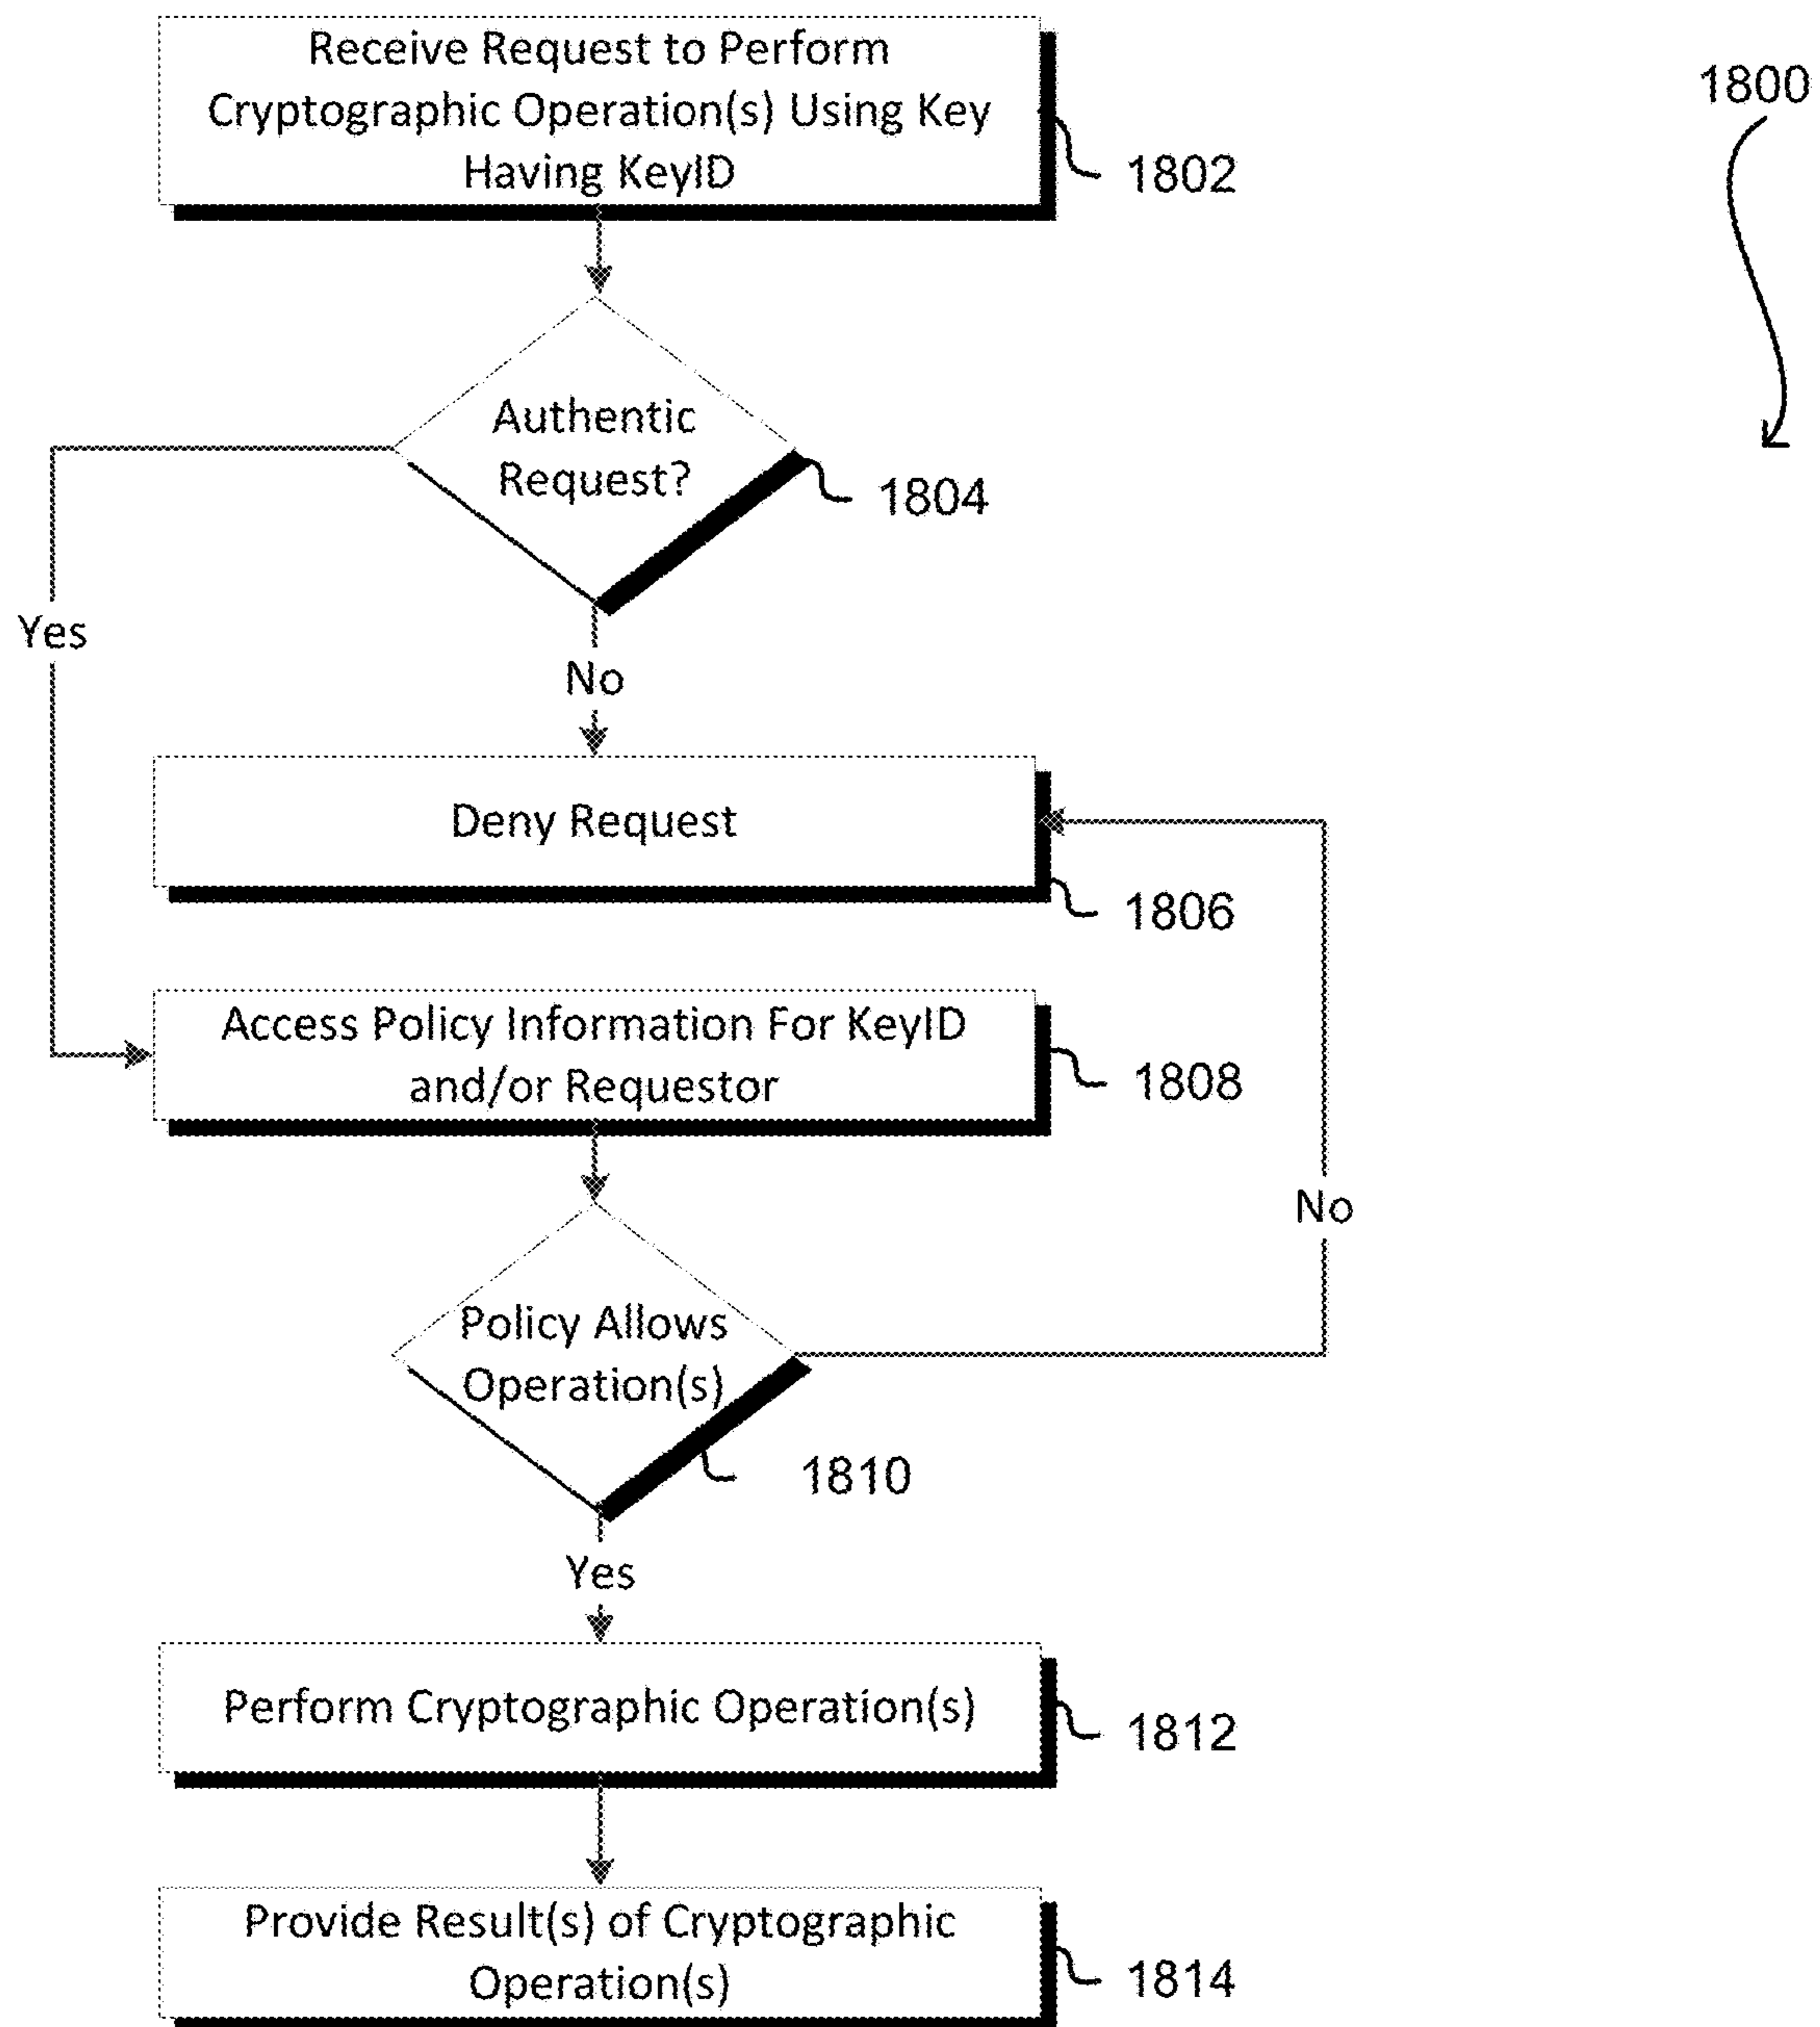 Receive Request to Perform
Cryptographic Operation(s) Using Key
Having KeyID
1800
1802
Authentic
Request?
1804
Yes
No
Deny Request
1806
Access Policy Information For KeyID
and/or Requestor
1808
No
Policy Allows
Operation(s)
1810
Yes
Perform Cryptographic Operation(s)
1812
Provide Result(s) of Cryptographic
Operation(s)
1814